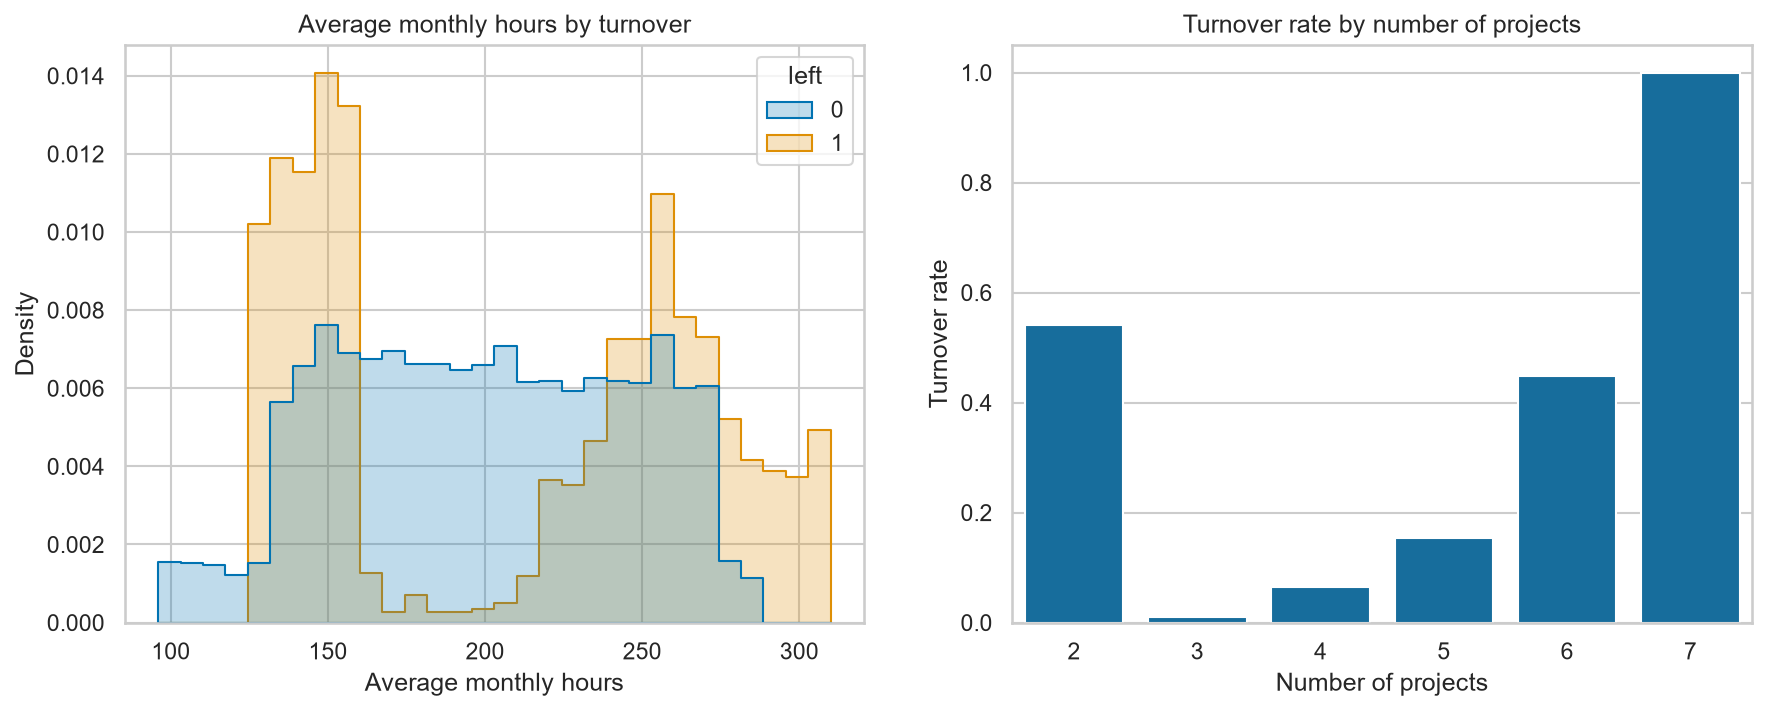 Average monthly hours by turnover
left
0
1
0.014
0.012
0.010
0.008
0.006
0.004
0.002
0.000
Density
100 150 200 250 300
Average monthly hours
Turnover rate by number of projects
1.0
0.8
0.6
0.4
0.2
0.0
Turnover rate
2 3 4 5 6 7
Number of projects